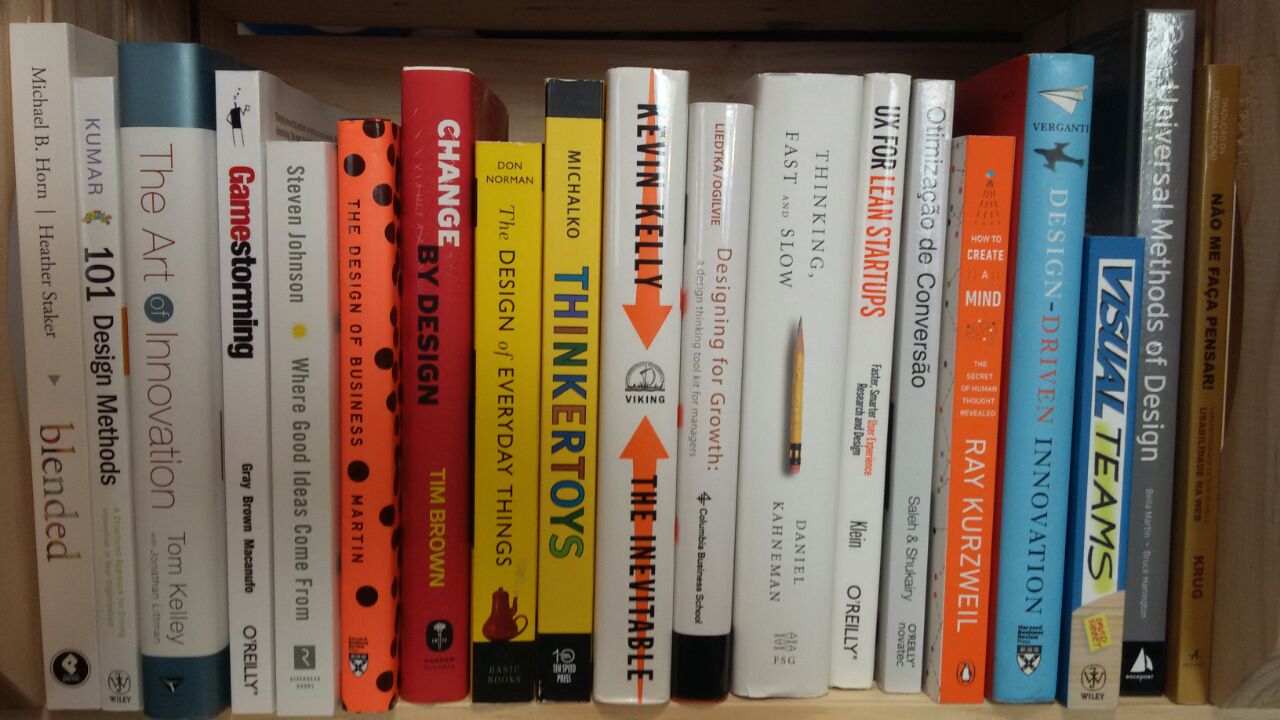 TRADUÇÃO DA
SEGUNDA EDIÇÃO
NÃO ME FAÇA PENSAR!
USABILIDADE NA WEB
KRUG
Universal Methods of Design
Bella Martin • Bruce Hanington
ROCKPORT
VISUAL TEAMS
DAVID SIBBET
WILEY
VERGANTI
DESIGN-DRIVEN INNOVATION
HOW TO
CREATE
A
MIND
THE
SECRET
OF HUMAN
THOUGHT
REVEALED
RAY KURZWEIL
Otimização de Conversão
Saleh & Shukairy
O'REILLY®
novatec
UX FOR LEAN STARTUPS
Faster, Smarter User Experience
Research and Design
Klein
O'REILLY®
THINKING,
FAST AND SLOW
DANIEL
KAHNEMAN
FSG
LIEDTKA/OGILVIE
Designing for Growth:
a design thinking tool kit for managers
Columbia Business School
KEVIN KELLY
VIKING
THE INEVITABLE
MICHALKO
THINKERTOYS
10
TEN SPEED
PRESS
DON
NORMAN
The DESIGN of EVERYDAY THINGS
BASIC
BOOKS
CHANGE
BY DESIGN
TIM BROWN
THE DESIGN OF BUSINESS
MARTIN
Steven Johnson
Where Good Ideas Come From
R
Gamestorming
Gray Brown Macanufo
O'REILLY®
The Art of Innovation
Tom Kelley
with Jonathan Littman
KUMAR
101 Design Methods
A Structured Approach for Driving
Innovation in Your Organization
WILEY
Michael B. Horn | Heather Staker
blended